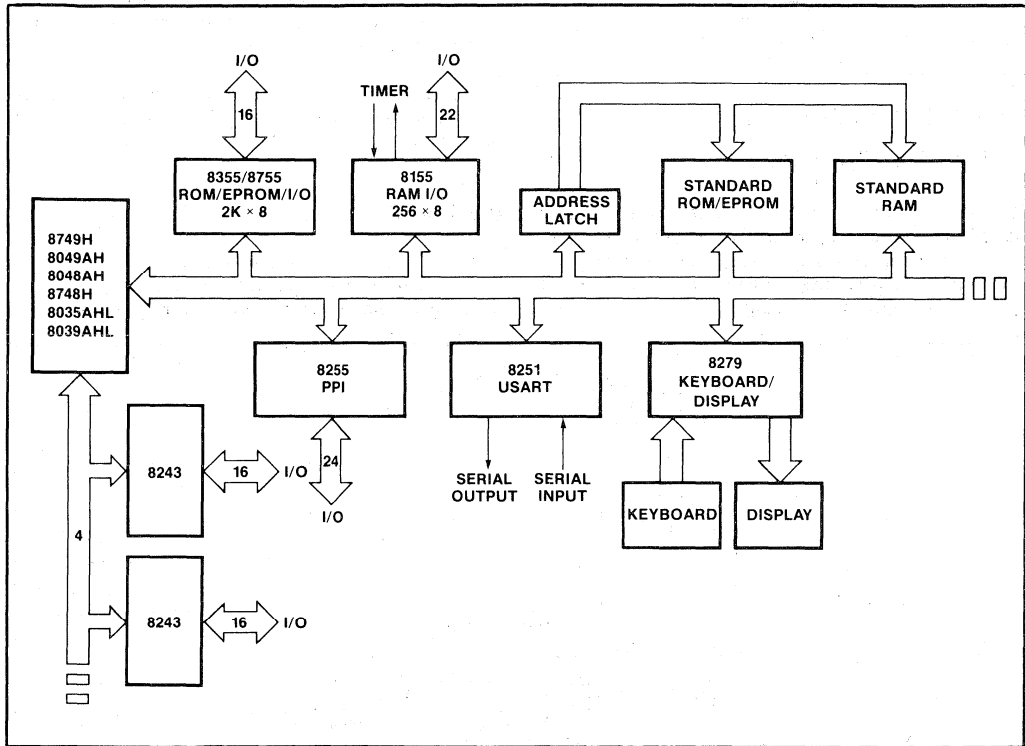 I/O
16
8355/8755
ROM/EPROM/I/O
2K × 8
TIMER
I/O
22
8155
RAM I/O
256 × 8
ADDRESS
LATCH
STANDARD
ROM/EPROM
STANDARD
RAM
8749H
8049AH
8048AH
8748H
8035AHL
8039AHL
8255
PPI
24
I/O
8251
USART
SERIAL
OUTPUT
SERIAL
INPUT
8279
KEYBOARD/
DISPLAY
KEYBOARD
DISPLAY
4
8243
16
I/O
8243
16
I/O